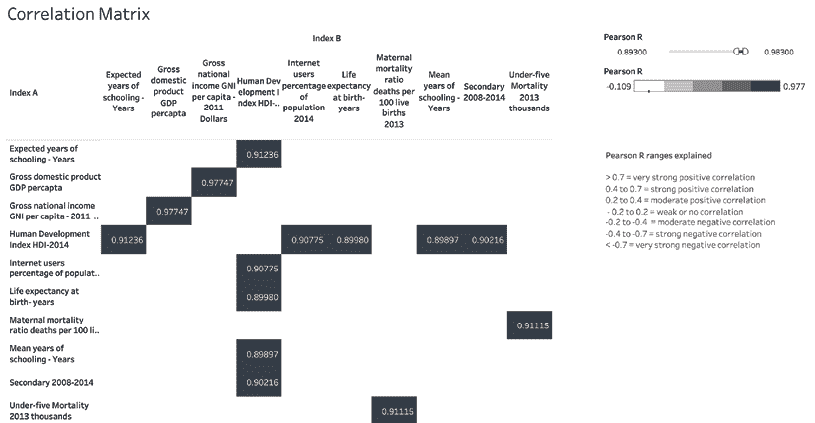 Correlation Matrix
Index B
Index A
Expected
years of
schooling -
Years
Gross
domestic
product
GDP
percapta
Gross
national
income GNI
per capita -
2011
Dollars
Human Dev
elopment I
ndex HDI-..
Internet
users
percentage
of
population
2014
Life
expectancy
at birth-
years
Maternal
mortality
ratio
deaths per
100 live
births
2013
Mean
years of
schooling -
Years
Secondary
2008-2014
Under-five
Mortality
2013
thousands
Expected years of
schooling - Years
0.91236
Gross domestic product
GDP percapta
0.97747
Gross national income
GNI per capita - 2011 ..
0.97747
Human Development
Index HDI-2014
0.91236 0.90775 0.89980 0.89897 0.90216
Internet users
percentage of populat..
0.90775
Life expectancy at
birth- years
0.89980
Maternal mortality
ratio deaths per 100 li..
0.91115
Mean years of
schooling - Years
0.89897
Secondary 2008-2014
0.90216
Under-five Mortality
2013 thousands
0.91115
Pearson R
0.89300 0.98300
Pearson R
-0.109 0.977
Pearson R ranges explained
> 0.7 = very strong positive correlation
0.4 to 0.7 = strong positive correlation
0.2 to 0.4 = moderate positive correlation
- 0.2 to 0.2 = weak or no correlation
-0.2 to -0.4 = moderate negative correlation
-0.4 to -0.7 = strong negative correlation
< -0.7 = very strong negative correlation